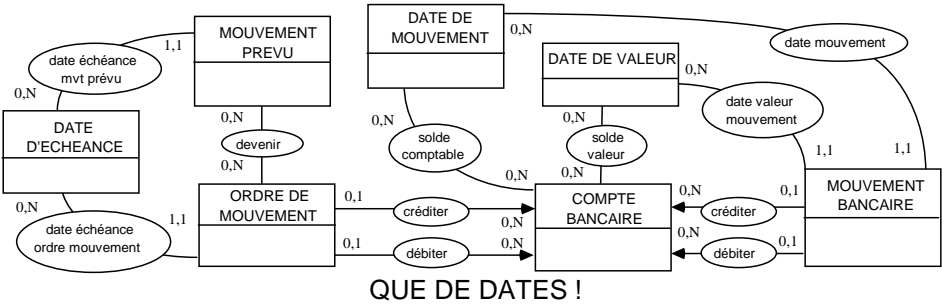 DATE DE
MOUVEMENT
0,N
MOUVEMENT
PREVU
1,1
0,N
date mouvement
date échéance
mvt prévu
DATE DE VALEUR
0,N
0,N
0,N
0,N
0,N
date valeur
mouvement
DATE
D'ECHEANCE
devenir
solde
comptable
solde
valeur
1,1
1,1
0,N
0,N
0,N
0,N
ORDRE DE
MOUVEMENT
0,1
créditer
0,N
COMPTE
BANCAIRE
0,N
créditer
0,1
MOUVEMENT
BANCAIRE
date échéance
ordre mouvement
1,1
0,1
débiter
0,N
0,N
débiter
0,1
QUE DE DATES !